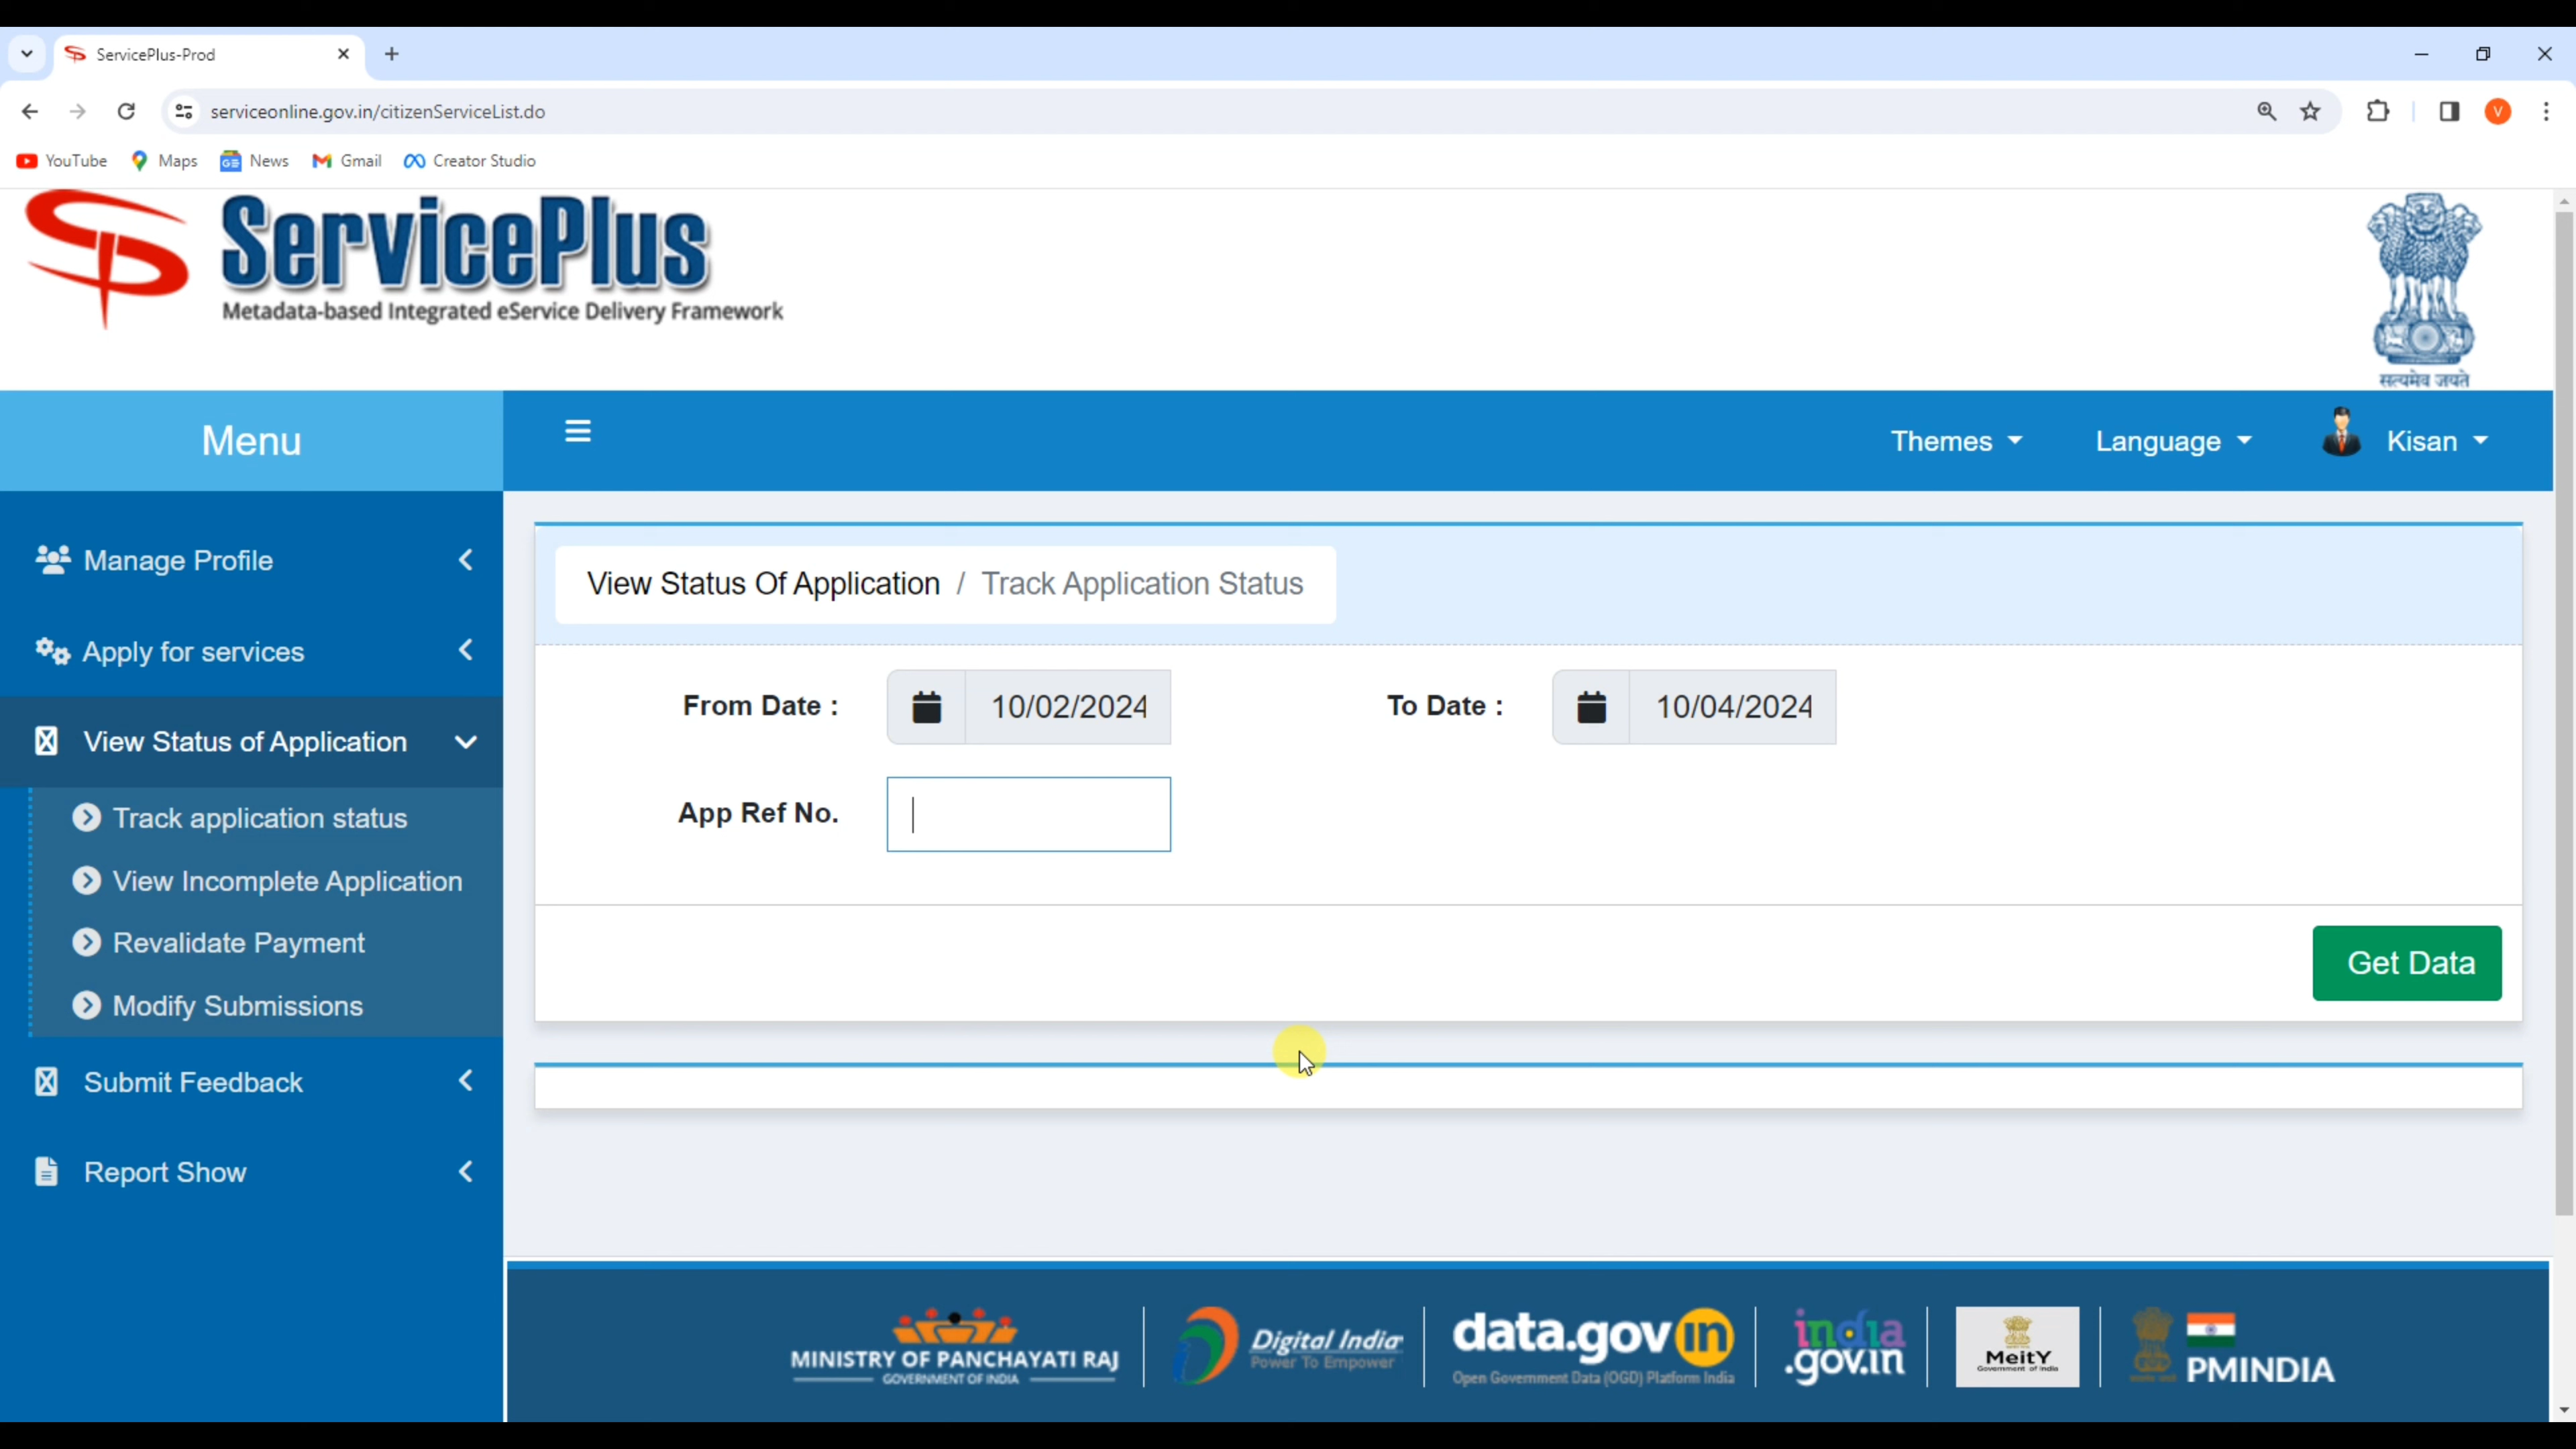 ServicePlus-Prod
serviceonline.gov.in/citizenServiceList.do
V
YouTube
Maps
News
Gmail
Creator Studio
ServicePlus
Metadata-based Integrated eService Delivery Framework
सत्यमेव जयते
Menu
Themes
Language
Kisan
Manage Profile
Apply for services
View Status of Application
Track application status
View Incomplete Application
Revalidate Payment
Modify Submissions
Submit Feedback
Report Show
View Status Of Application / Track Application Status
From Date :
10/02/2024
To Date :
10/04/2024
App Ref No.
Get Data
MINISTRY OF PANCHAYATI RAJ
GOVERNMENT OF INDIA
Digital India
Power To Empower
data.gov in
Open Government Data (OGD) Platform India
india
.gov.in
MeitY
Government of India
PMINDIA